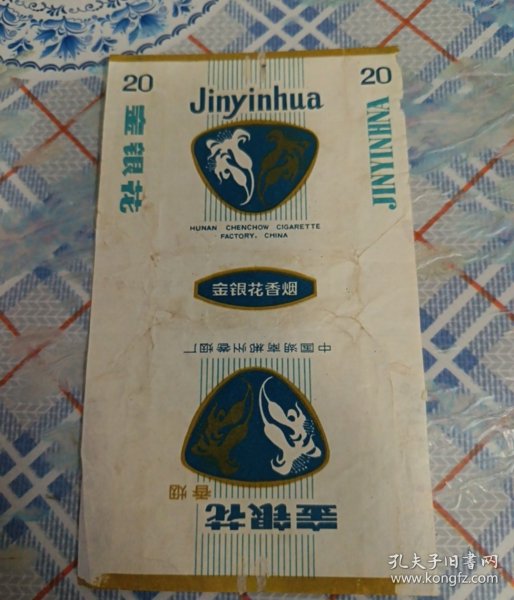 20
金银花
Jinyinhua
20
JINYINHNA
HUNAN CHENCHOW CIGARETTE
FACTORY, CHINA
金银花香烟
中国湖南郴州卷烟厂
香烟
金银花
孔夫子旧书网
www.kongfz.com